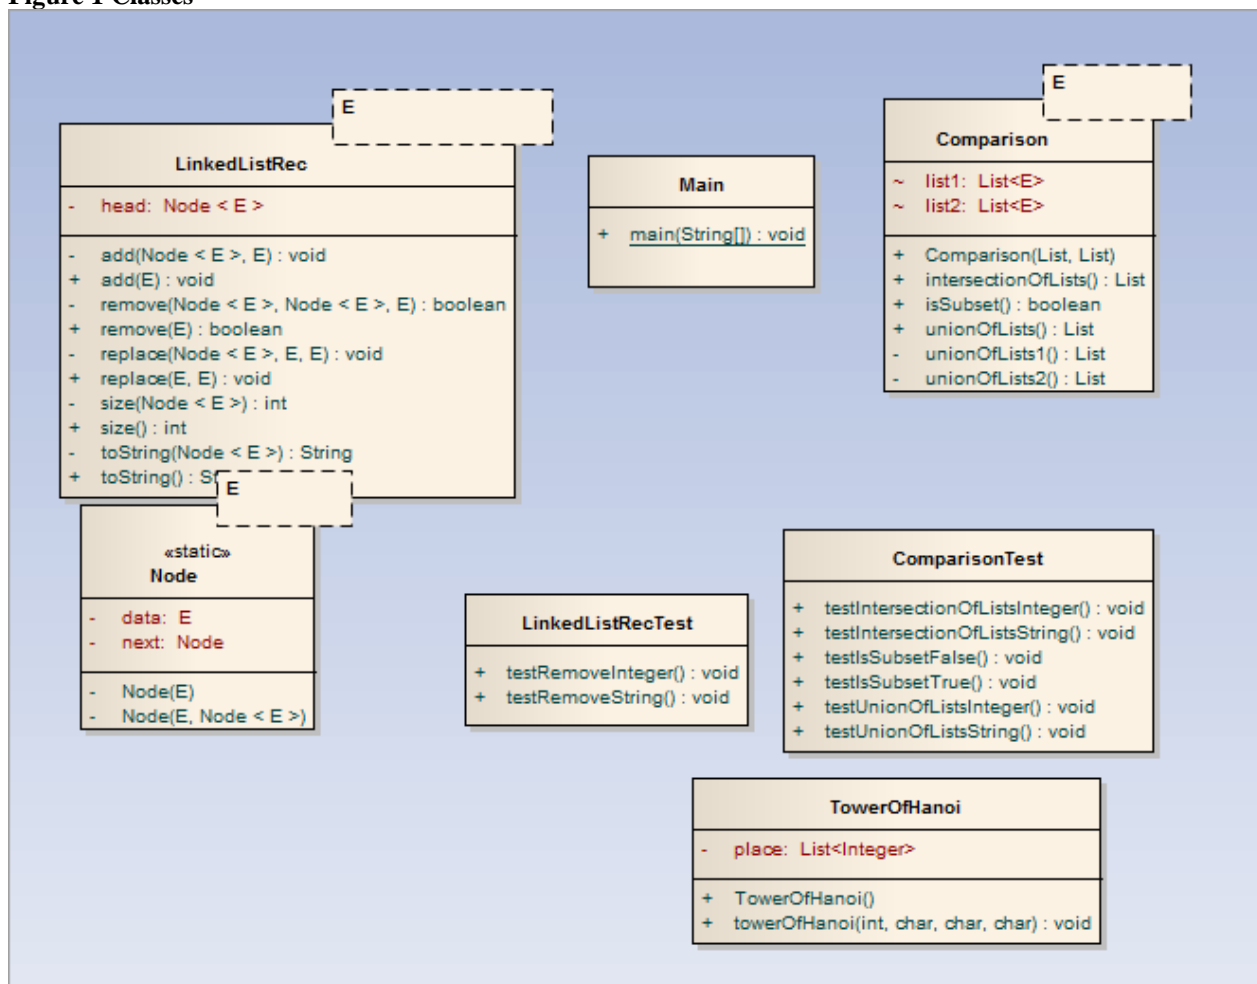 Figure 1 Classes
E
LinkedListRec
- head: Node < E >
- add(Node < E >, E) : void
+ add(E) : void
- remove(Node < E >, Node < E >, E) : boolean
+ remove(E) : boolean
- replace(Node < E >, E, E) : void
+ replace(E, E) : void
- size(Node < E >) : int
+ size() : int
- toString(Node < E >) : String
+ toString() :
E
«static»
Node
- data: E
- next: Node
- Node(E)
- Node(E, Node < E >)
Main
+ main(String[]) : void
E
Comparison
~ list1: List<E>
~ list2: List<E>
+ Comparison(List, List)
+ intersectionOfLists() : List
+ isSubset() : boolean
+ unionOfLists() : List
- unionOfLists1() : List
- unionOfLists2() : List
LinkedListRecTest
+ testRemoveInteger() : void
+ testRemoveString() : void
ComparisonTest
+ testIntersectionOfListsInteger() : void
+ testIntersectionOfListsString() : void
+ testIsSubsetFalse() : void
+ testIsSubsetTrue() : void
+ testUnionOfListsInteger() : void
+ testUnionOfListsString() : void
TowerOfHanoi
- place: List<Integer>
+ TowerOfHanoi()
+ towerOfHanoi(int, char, char, char) : void